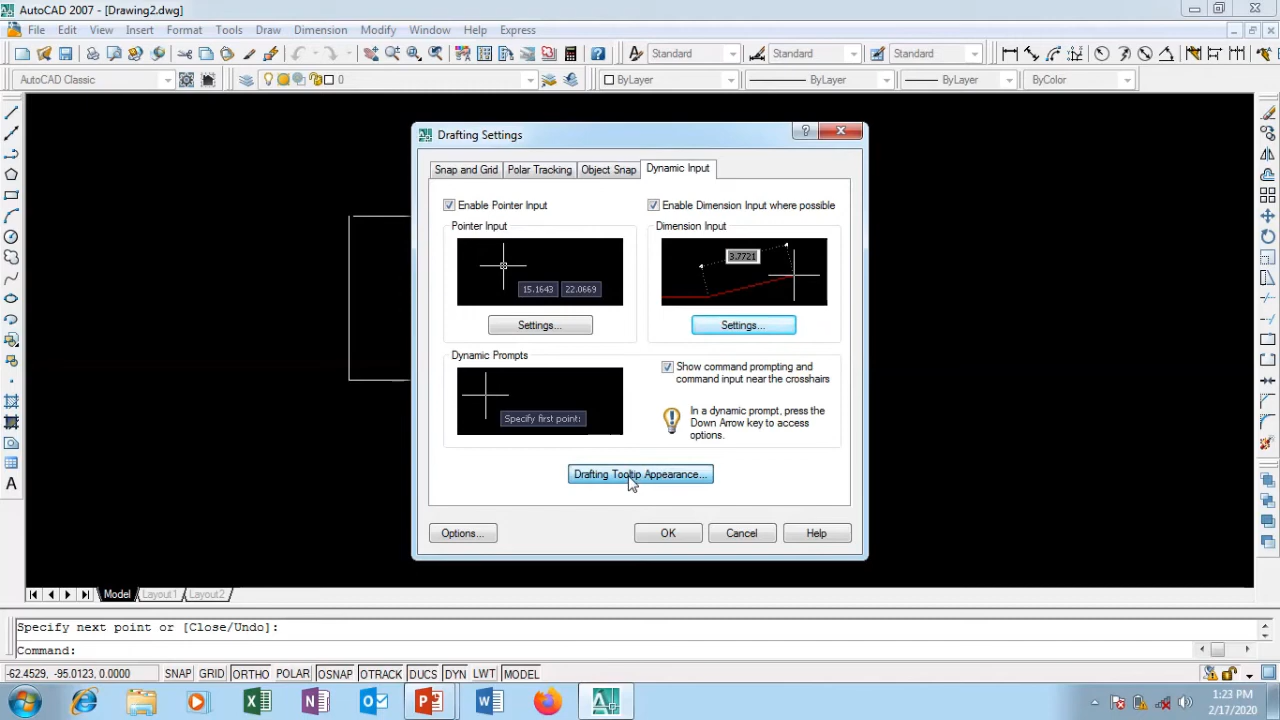 AutoCAD 2007 - [Drawing2.dwg]
File Edit View Insert Format Tools Draw Dimension Modify Window Help Express
Standard Standard Standard
AutoCAD Classic 0 ByLayer ByLayer ByLayer ByColor
Drafting Settings
Snap and Grid Polar Tracking Object Snap Dynamic Input
Enable Pointer Input Enable Dimension Input where possible
Pointer Input Dimension Input
3.7721
15.1643 22.0669
Settings... Settings...
Dynamic Prompts
Show command prompting and
command input near the crosshairs
Specify first point:
In a dynamic prompt, press the
Down Arrow key to access
options.
Drafting Tooltip Appearance...
Options... OK Cancel Help
Model Layout1 Layout2
Specify next point or [Close/Undo]:
Command:
-62.4529, -95.0123, 0.0000 SNAP GRID ORTHO POLAR OSNAP OTRACK DUCS DYN LWT MODEL
1:23 PM
2/17/2020